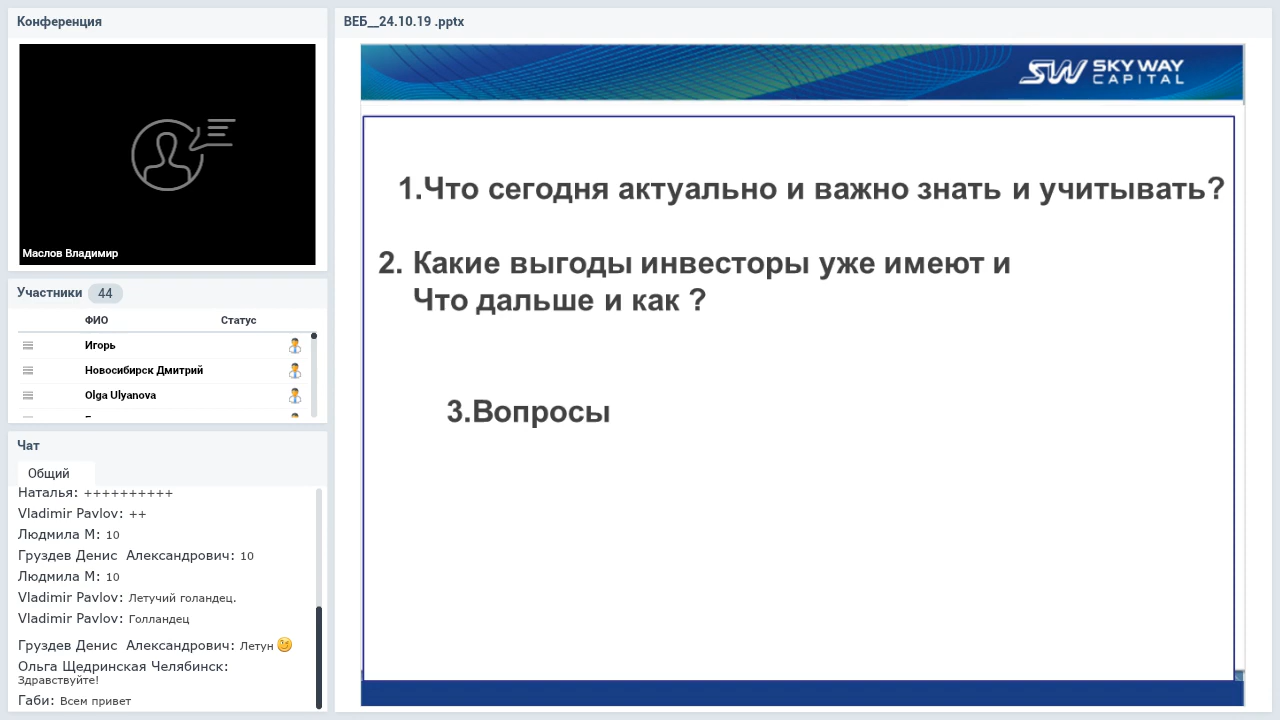 Конференция
Маслов Владимир
Участники 44
ФИО Статус
Игорь
Новосибирск Дмитрий
Olga Ulyanova
Чат
Общий
Наталья: ++++++++++
Vladimir Pavlov: ++
Людмила М: 10
Груздев Денис Александрович: 10
Людмила М: 10
Vladimir Pavlov: Летучий голандец.
Vladimir Pavlov: Голландец
Груздев Денис Александрович: Летун
Ольга Щедринская Челябинск:
Здравствуйте!
Габи: Всем привет
ВЕБ__24.10.19 .pptx
SW SKY WAY
CAPITAL
1.Что сегодня актуально и важно знать и учитывать?
2. Какие выгоды инвесторы уже имеют и
Что дальше и как ?
3.Вопросы